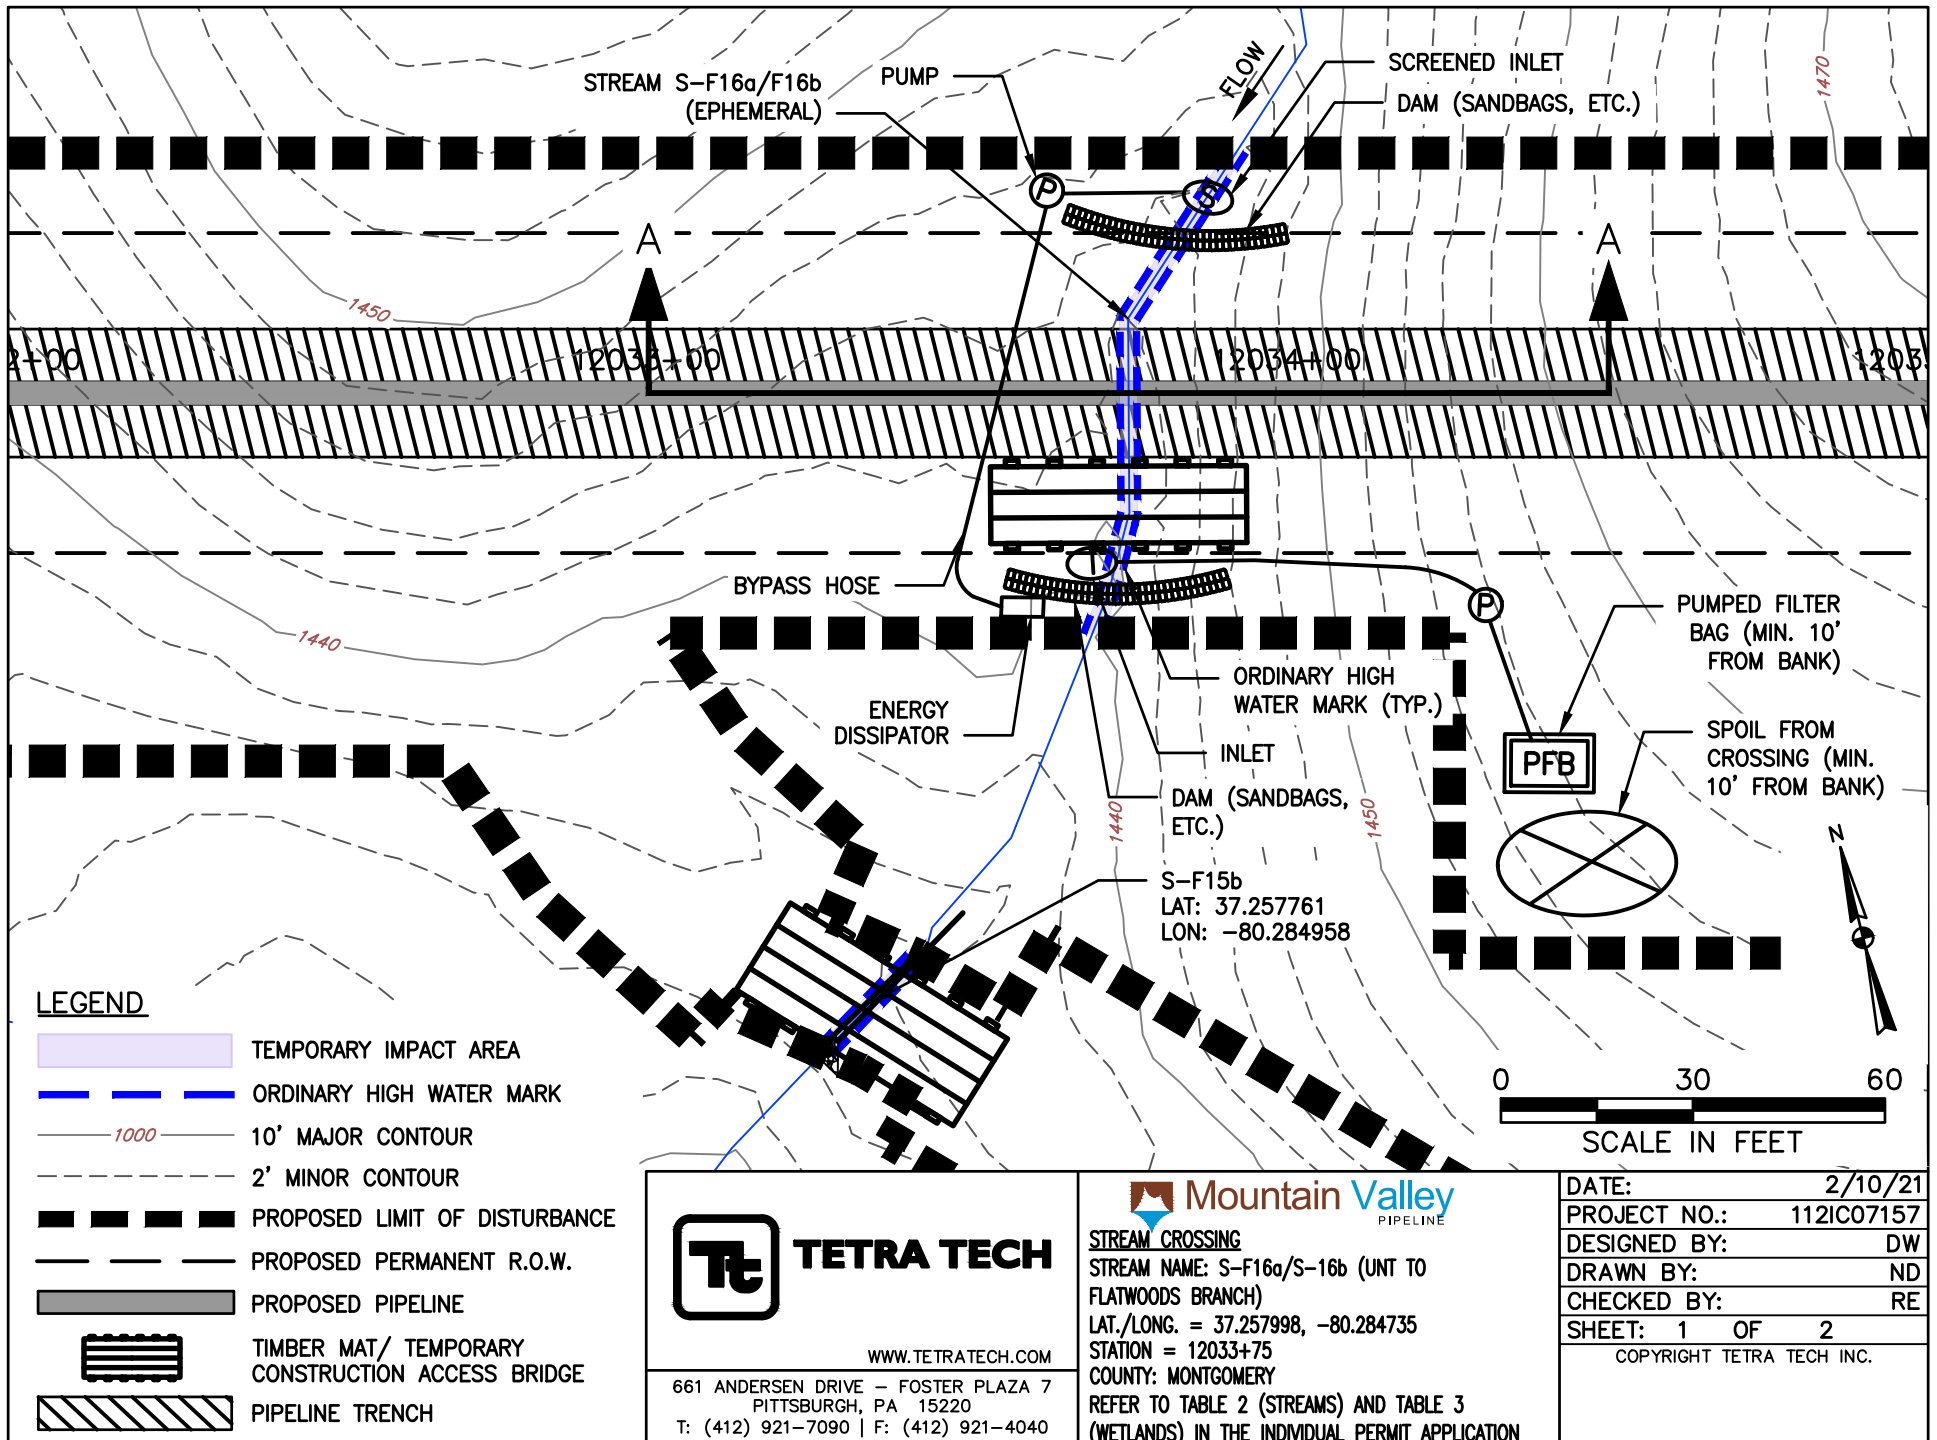 STREAM S-F16a/F16b
(EPHEMERAL)
PUMP
FLOW
SCREENED INLET
DAM (SANDBAGS, ETC.)
1470
P
S
A
A
1450
12033+00
12034+00
2+00
1203
BYPASS HOSE
I
P
1440
ENERGY
DISSIPATOR
ORDINARY HIGH
WATER MARK (TYP.)
INLET
DAM (SANDBAGS,
ETC.)
1440
1450
PUMPED FILTER
BAG (MIN. 10'
FROM BANK)
PFB
SPOIL FROM
CROSSING (MIN.
10' FROM BANK)
N
S-F15b
LAT: 37.257761
LON: -80.284958
0 30 60
SCALE IN FEET
LEGEND
TEMPORARY IMPACT AREA
ORDINARY HIGH WATER MARK
1000
10' MAJOR CONTOUR
2' MINOR CONTOUR
PROPOSED LIMIT OF DISTURBANCE
PROPOSED PERMANENT R.O.W.
PROPOSED PIPELINE
TIMBER MAT/ TEMPORARY
CONSTRUCTION ACCESS BRIDGE
PIPELINE TRENCH
Tt
TETRA TECH
WWW.TETRATECH.COM
661 ANDERSEN DRIVE - FOSTER PLAZA 7
PITTSBURGH, PA 15220
T: (412) 921-7090 | F: (412) 921-4040
Mountain Valley
PIPELINE
STREAM CROSSING
STREAM NAME: S-F16a/S-16b (UNT TO
FLATWOODS BRANCH)
LAT./LONG. = 37.257998, -80.284735
STATION = 12033+75
COUNTY: MONTGOMERY
REFER TO TABLE 2 (STREAMS) AND TABLE 3
(WETLANDS) IN THE INDIVIDUAL PERMIT APPLICATION
DATE: 2/10/21
PROJECT NO.: 112IC07157
DESIGNED BY: DW
DRAWN BY: ND
CHECKED BY: RE
SHEET: 1 OF 2
COPYRIGHT TETRA TECH INC.